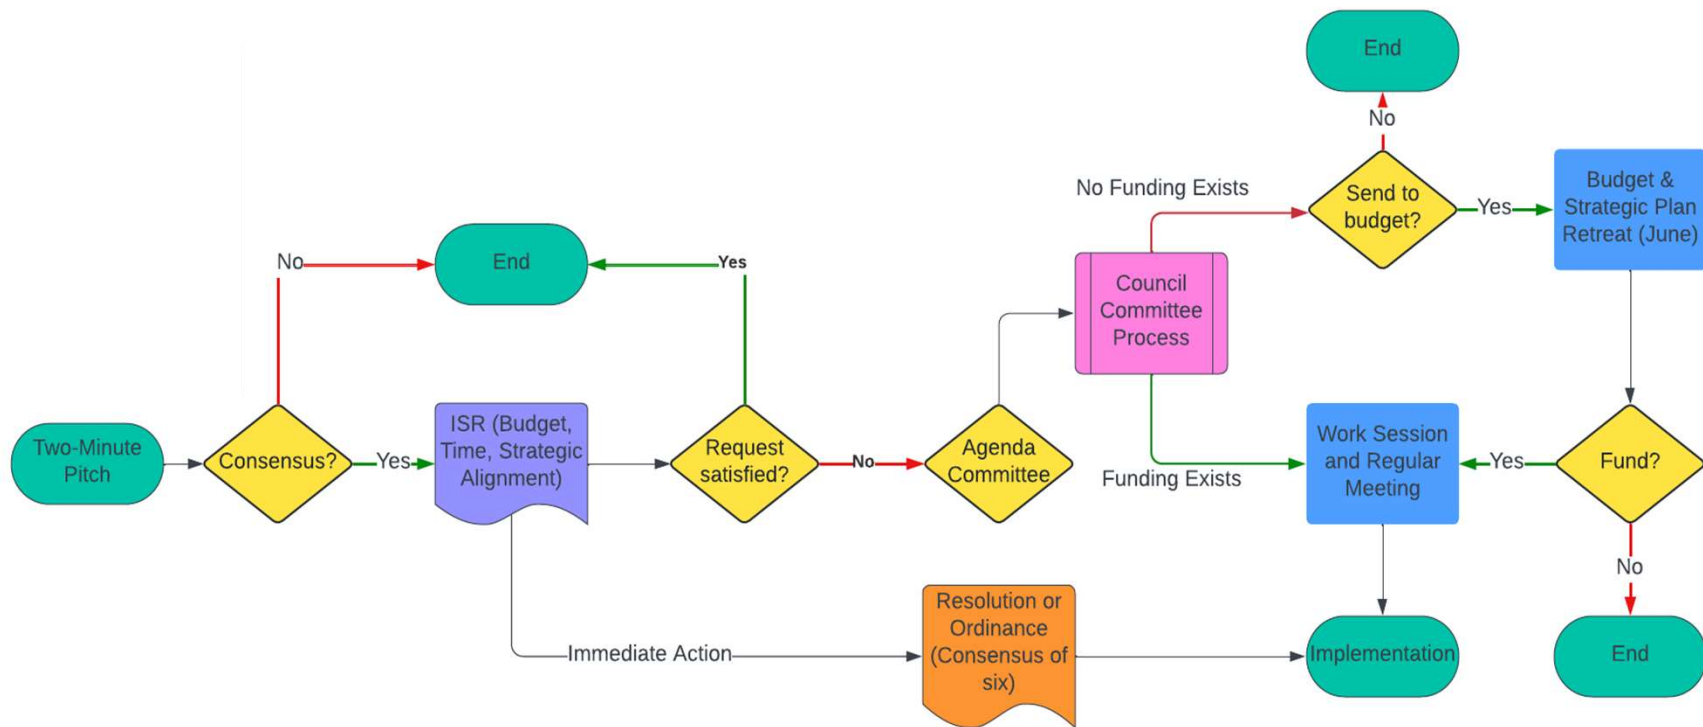 End
No
No Funding Exists
Send to
budget?
Yes
Budget &
Strategic Plan
Retreat (June)
No
End
Yes
Council
Committee
Process
Two-Minute
Pitch
Consensus?
Yes
ISR (Budget,
Time, Strategic
Alignment)
Request
satisfied?
No
Agenda
Committee
Funding Exists
Work Session
and Regular
Meeting
Yes
Fund?
No
Immediate Action
Resolution or
Ordinance
(Consensus of
six)
Implementation
End